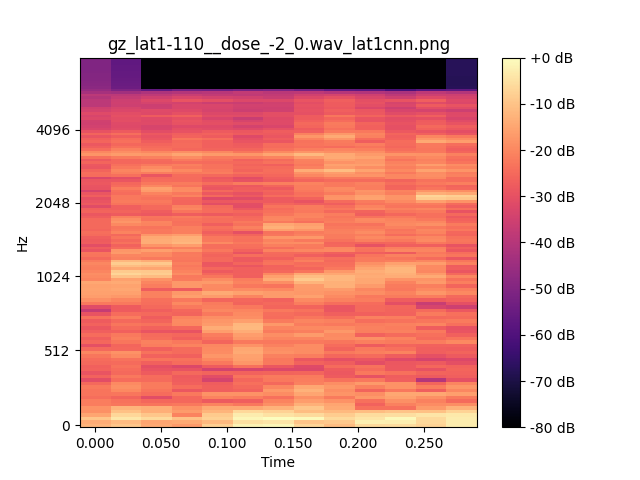 gz_lat1-110__dose_-2_0.wav_lat1cnn.png
Hz
4096
2048
1024
512
0
0.000 0.050 0.100 0.150 0.200 0.250
Time
+0 dB
-10 dB
-20 dB
-30 dB
-40 dB
-50 dB
-60 dB
-70 dB
-80 dB